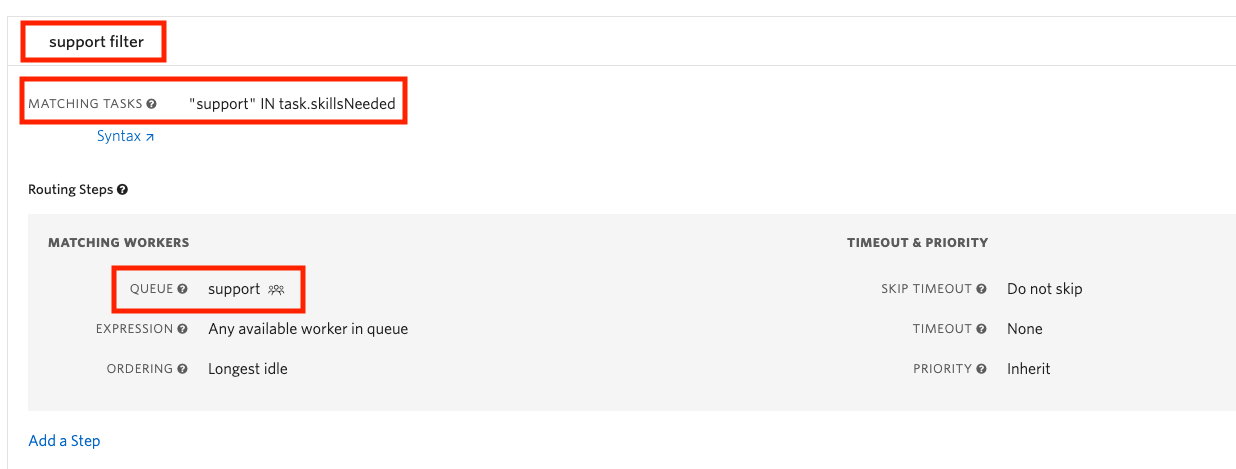 support filter
MATCHING TASKS "support" IN task.skillsNeeded
Syntax
Routing Steps
MATCHING WORKERS TIMEOUT & PRIORITY
QUEUE support SKIP TIMEOUT Do not skip
EXPRESSION Any available worker in queue TIMEOUT None
ORDERING Longest idle PRIORITY Inherit
Add a Step